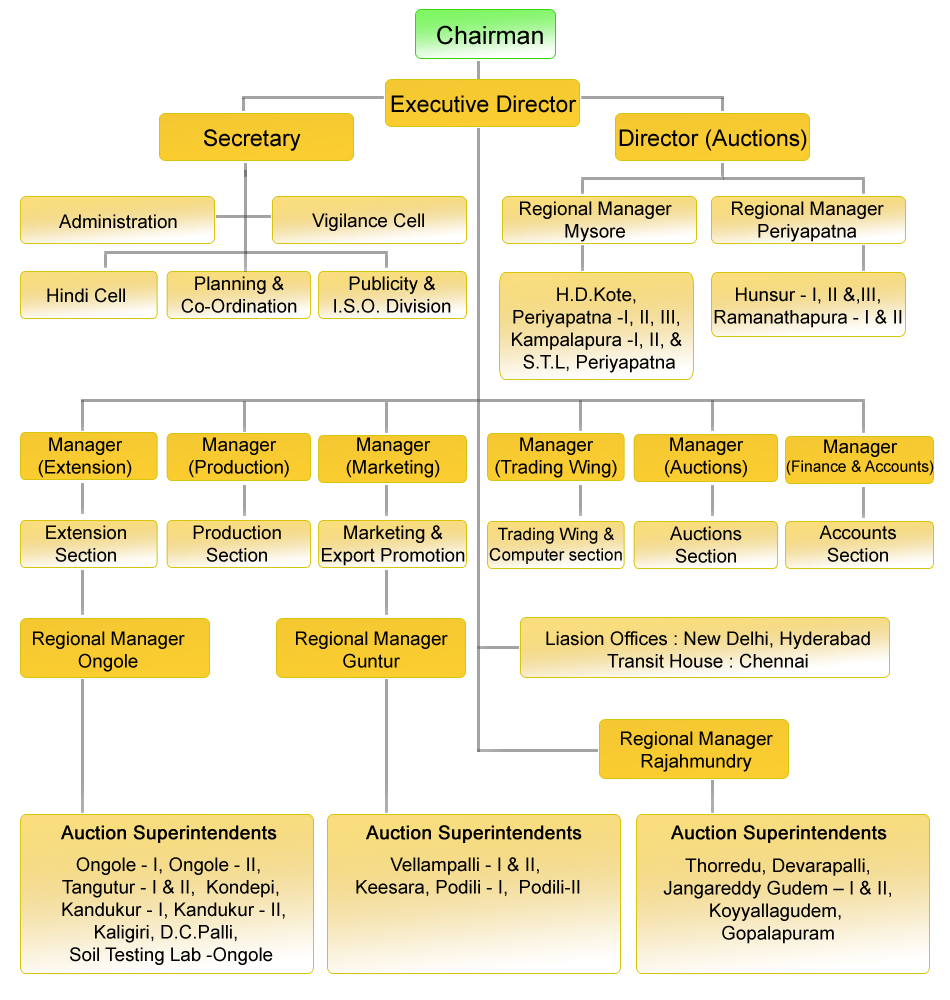 Chairman
Executive Director
Secretary
Director (Auctions)
Administration
Vigilance Cell
Regional Manager
Mysore
Regional Manager
Periyapatna
Hindi Cell
Planning &
Co-Ordination
Publicity &
I.S.O. Division
H.D.Kote,
Periyapatna -I, II, III,
Kampalapura -I, II, &
S.T.L, Periyapatna
Hunsur - I, II &,III,
Ramanathapura - I & II
Manager
(Extension)
Manager
(Production)
Manager
(Marketing)
Manager
(Trading Wing)
Manager
(Auctions)
Manager
(Finance & Accounts)
Extension
Section
Production
Section
Marketing &
Export Promotion
Trading Wing &
Computer section
Auctions
Section
Accounts
Section
Regional Manager
Ongole
Regional Manager
Guntur
Liasion Offices : New Delhi, Hyderabad
Transit House : Chennai
Regional Manager
Rajahmundry
Auction Superintendents
Ongole - I, Ongole - II,
Tangutur - I & II, Kondepi,
Kandukur - I, Kandukur - II,
Kaligiri, D.C.Palli,
Soil Testing Lab -Ongole
Auction Superintendents
Vellampalli - I & II,
Keesara, Podili - I, Podili-II
Auction Superintendents
Thorredu, Devarapalli,
Jangareddy Gudem – I & II,
Koyyallagudem,
Gopalapuram